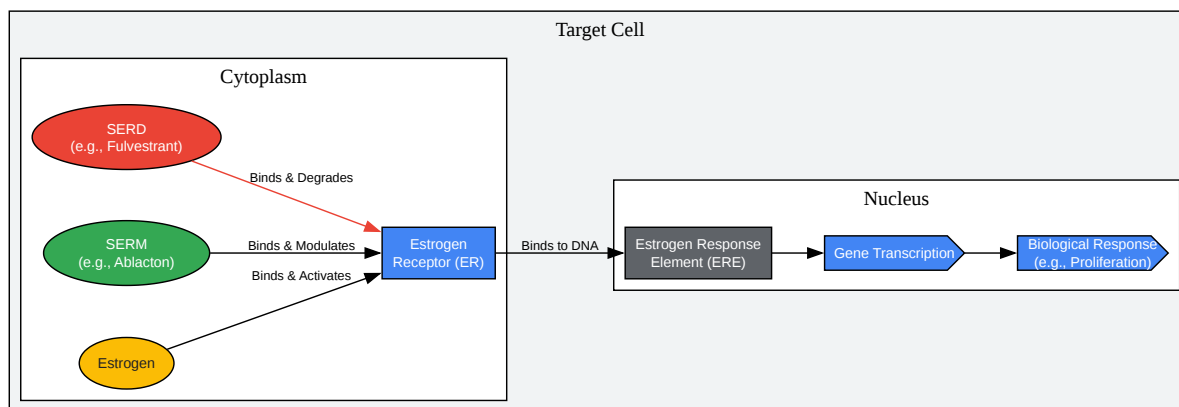 Target Cell
Cytoplasm
SERD
(e.g., Fulvestrant)
Binds & Degrades
SERM
(e.g., Ablacton)
Binds & Modulates
Binds & Activates
Estrogen
Estrogen
Receptor (ER)
Binds to DNA
Nucleus
Estrogen Response
Element (ERE)
Gene Transcription
Biological Response
(e.g., Proliferation)